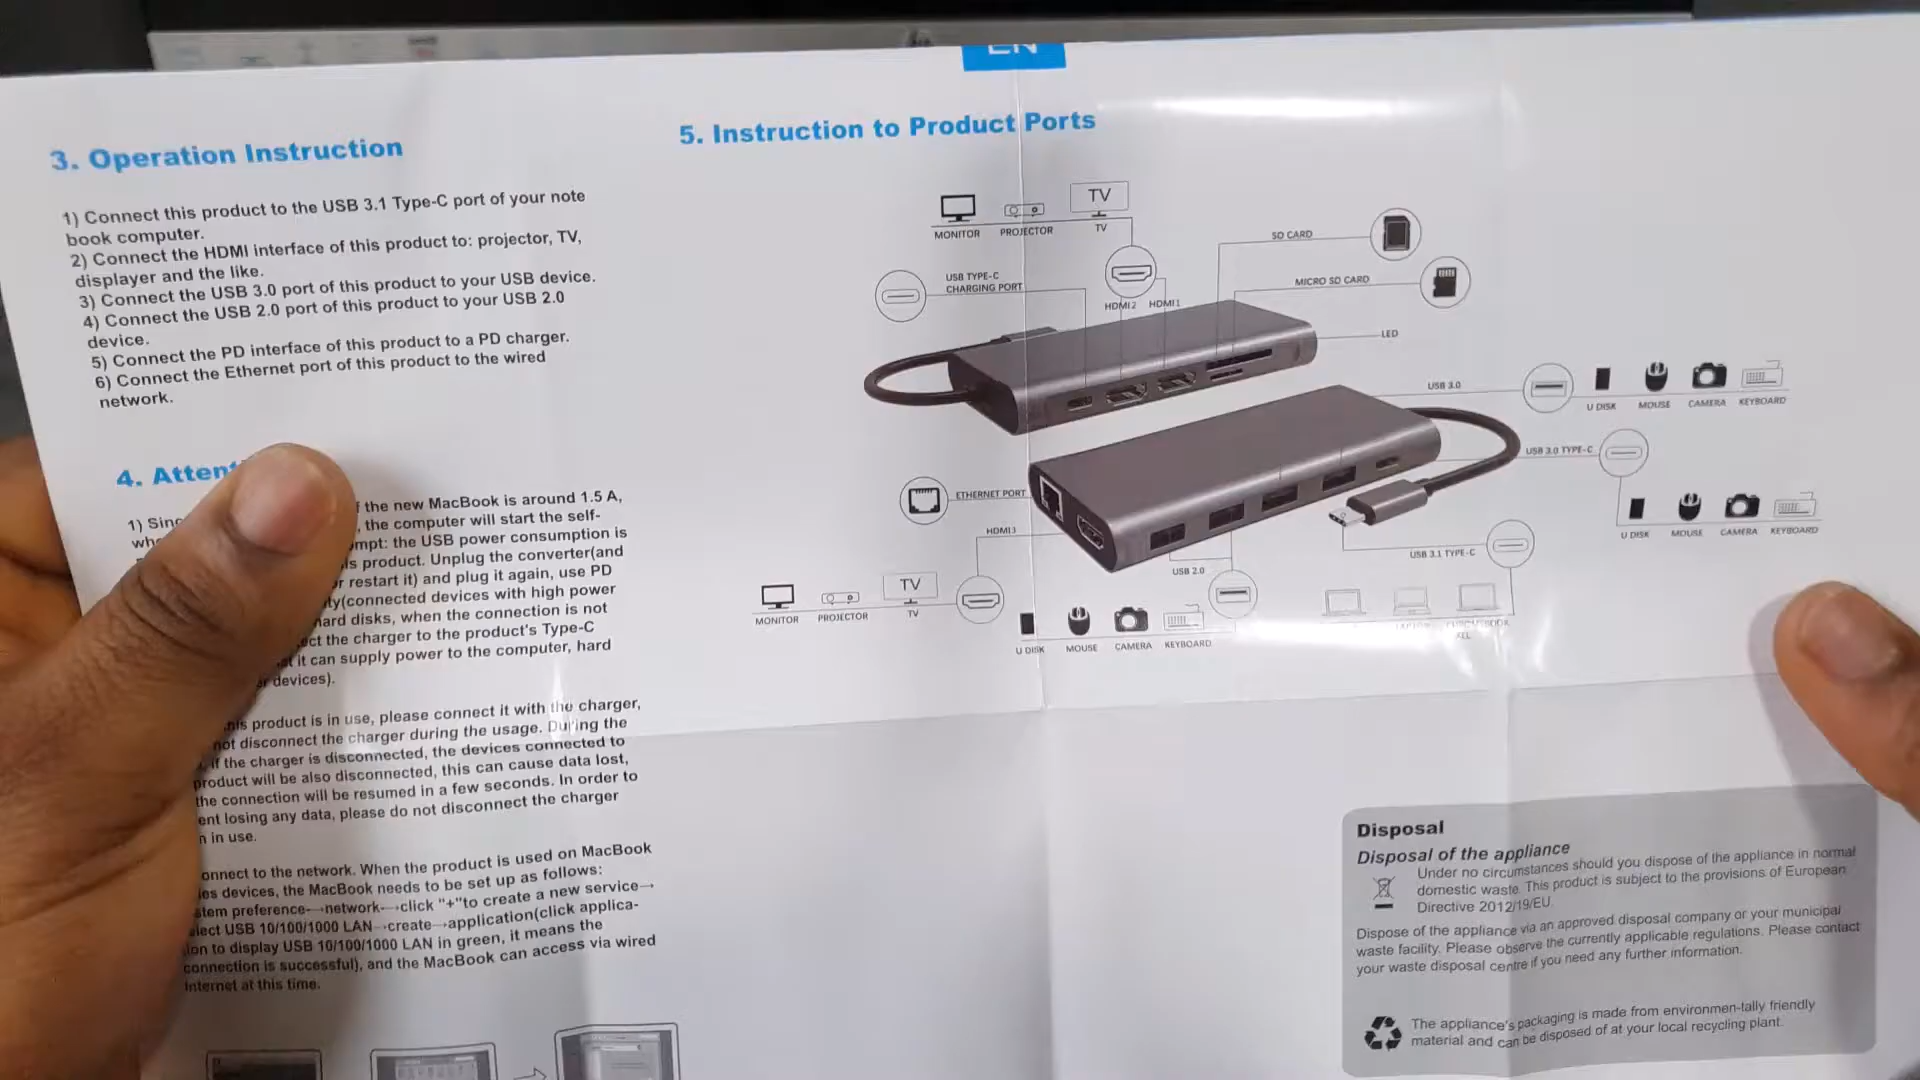 EN
3. Operation Instruction
1) Connect this product to the USB 3.1 Type-C port of your note
book computer.
2) Connect the HDMI interface of this product to: projector, TV,
displayer and the like.
3) Connect the USB 3.0 port of this product to your USB device.
4) Connect the USB 2.0 port of this product to your USB 2.0
device.
5) Connect the PD interface of this product to a PD charger.
6) Connect the Ethernet port of this product to the wired
network.
4.
1) the new MacBook is around 1.5 A,
the computer will start the self-
the USB power consumption is
product. Unplug the converter(and
restart it) and plug it again, use PD
(connected devices with high power
disks, when the connection is not
the charger to the product's Type-C
it can supply power to the computer, hard
devices).
product is in use, please connect it with the charger,
not disconnect the charger during the usage. During the
if the charger is disconnected, the devices connected to
product will be also disconnected, this can cause data lost,
the connection will be resumed in a few seconds. In order to
losing any data, please do not disconnect the charger
in use.
to the network. When the product is used on MacBook
devices, the MacBook needs to be set up as follows:
preference→network→click "+"to create a new service→
USB 10/100/1000 LAN→create→application(click applica-
to display USB 10/100/1000 LAN in green, it means the
connection is successful), and the MacBook can access via wired
internet at this time.
5. Instruction to Product Ports
TV
MONITOR PROJECTOR TV
SD CARD
USB TYPE-C
CHARGING PORT
MICRO SD CARD
HDMI2 HDMI1
LED
USB 3.0
U DISK MOUSE CAMERA KEYBOARD
USB 3.0 TYPE-C
ETHERNET PORT
HDMI3
U DISK MOUSE CAMERA KEYBOARD
USB 3.1 TYPE-C
USB 2.0
TV
MONITOR PROJECTOR TV
U DISK MOUSE CAMERA KEYBOARD
Disposal
Disposal of the appliance
Under no circumstances should you dispose of the appliance in normal
domestic waste. This product is subject to the provisions of European
Directive 2012/19/EU.
Dispose of the appliance via an approved disposal company or your municipal
waste facility. Please observe the currently applicable regulations. Please contact
your waste disposal centre if you need any further information.
The appliance's packaging is made from environmen-tally friendly
material and can be disposed of at your local recycling plant.